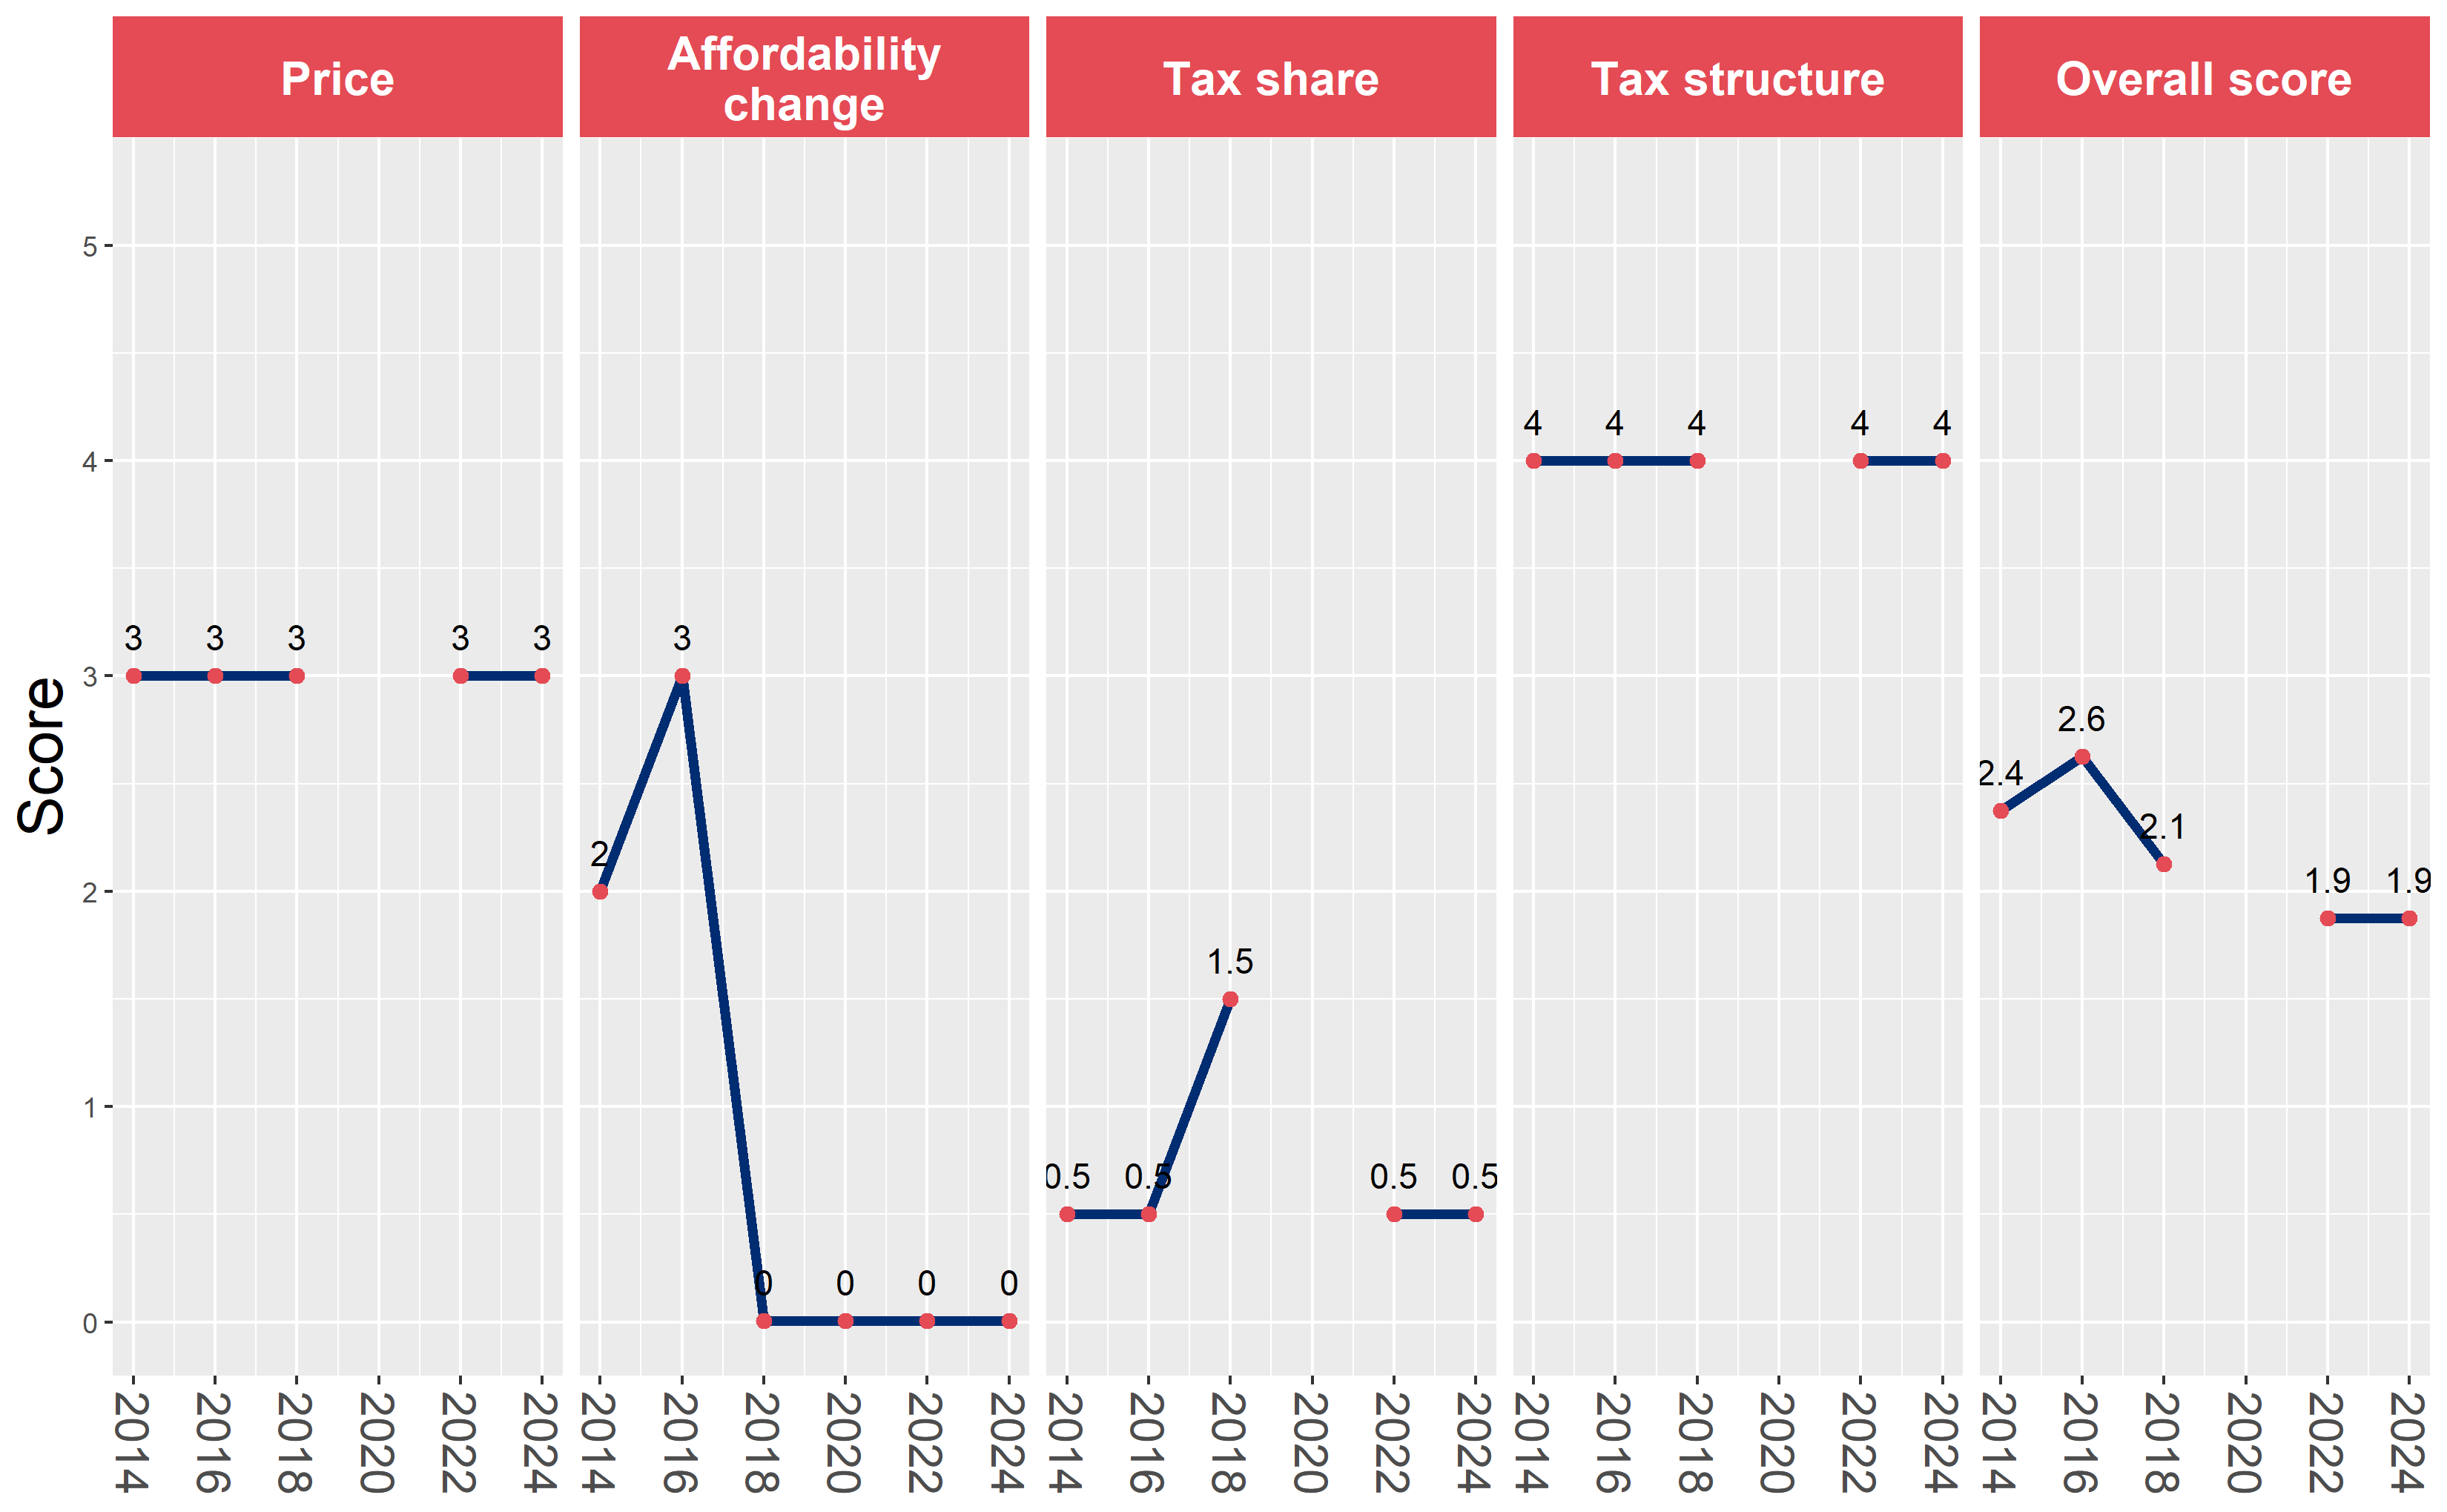 Price
Affordability
change
Tax share
Tax structure
Overall score
Score
5
4
3
2
1
0
3 3 3 3 3
2 3 0 0 0 0
0.5 0.5 1.5 0.5 0.5
4 4 4 4 4
2.4 2.6 2.1 1.9 1.9
2014 2016 2018 2020 2022 2024
2014 2016 2018 2020 2022 2024
2014 2016 2018 2020 2022 2024
2014 2016 2018 2020 2022 2024
2014 2016 2018 2020 2022 2024